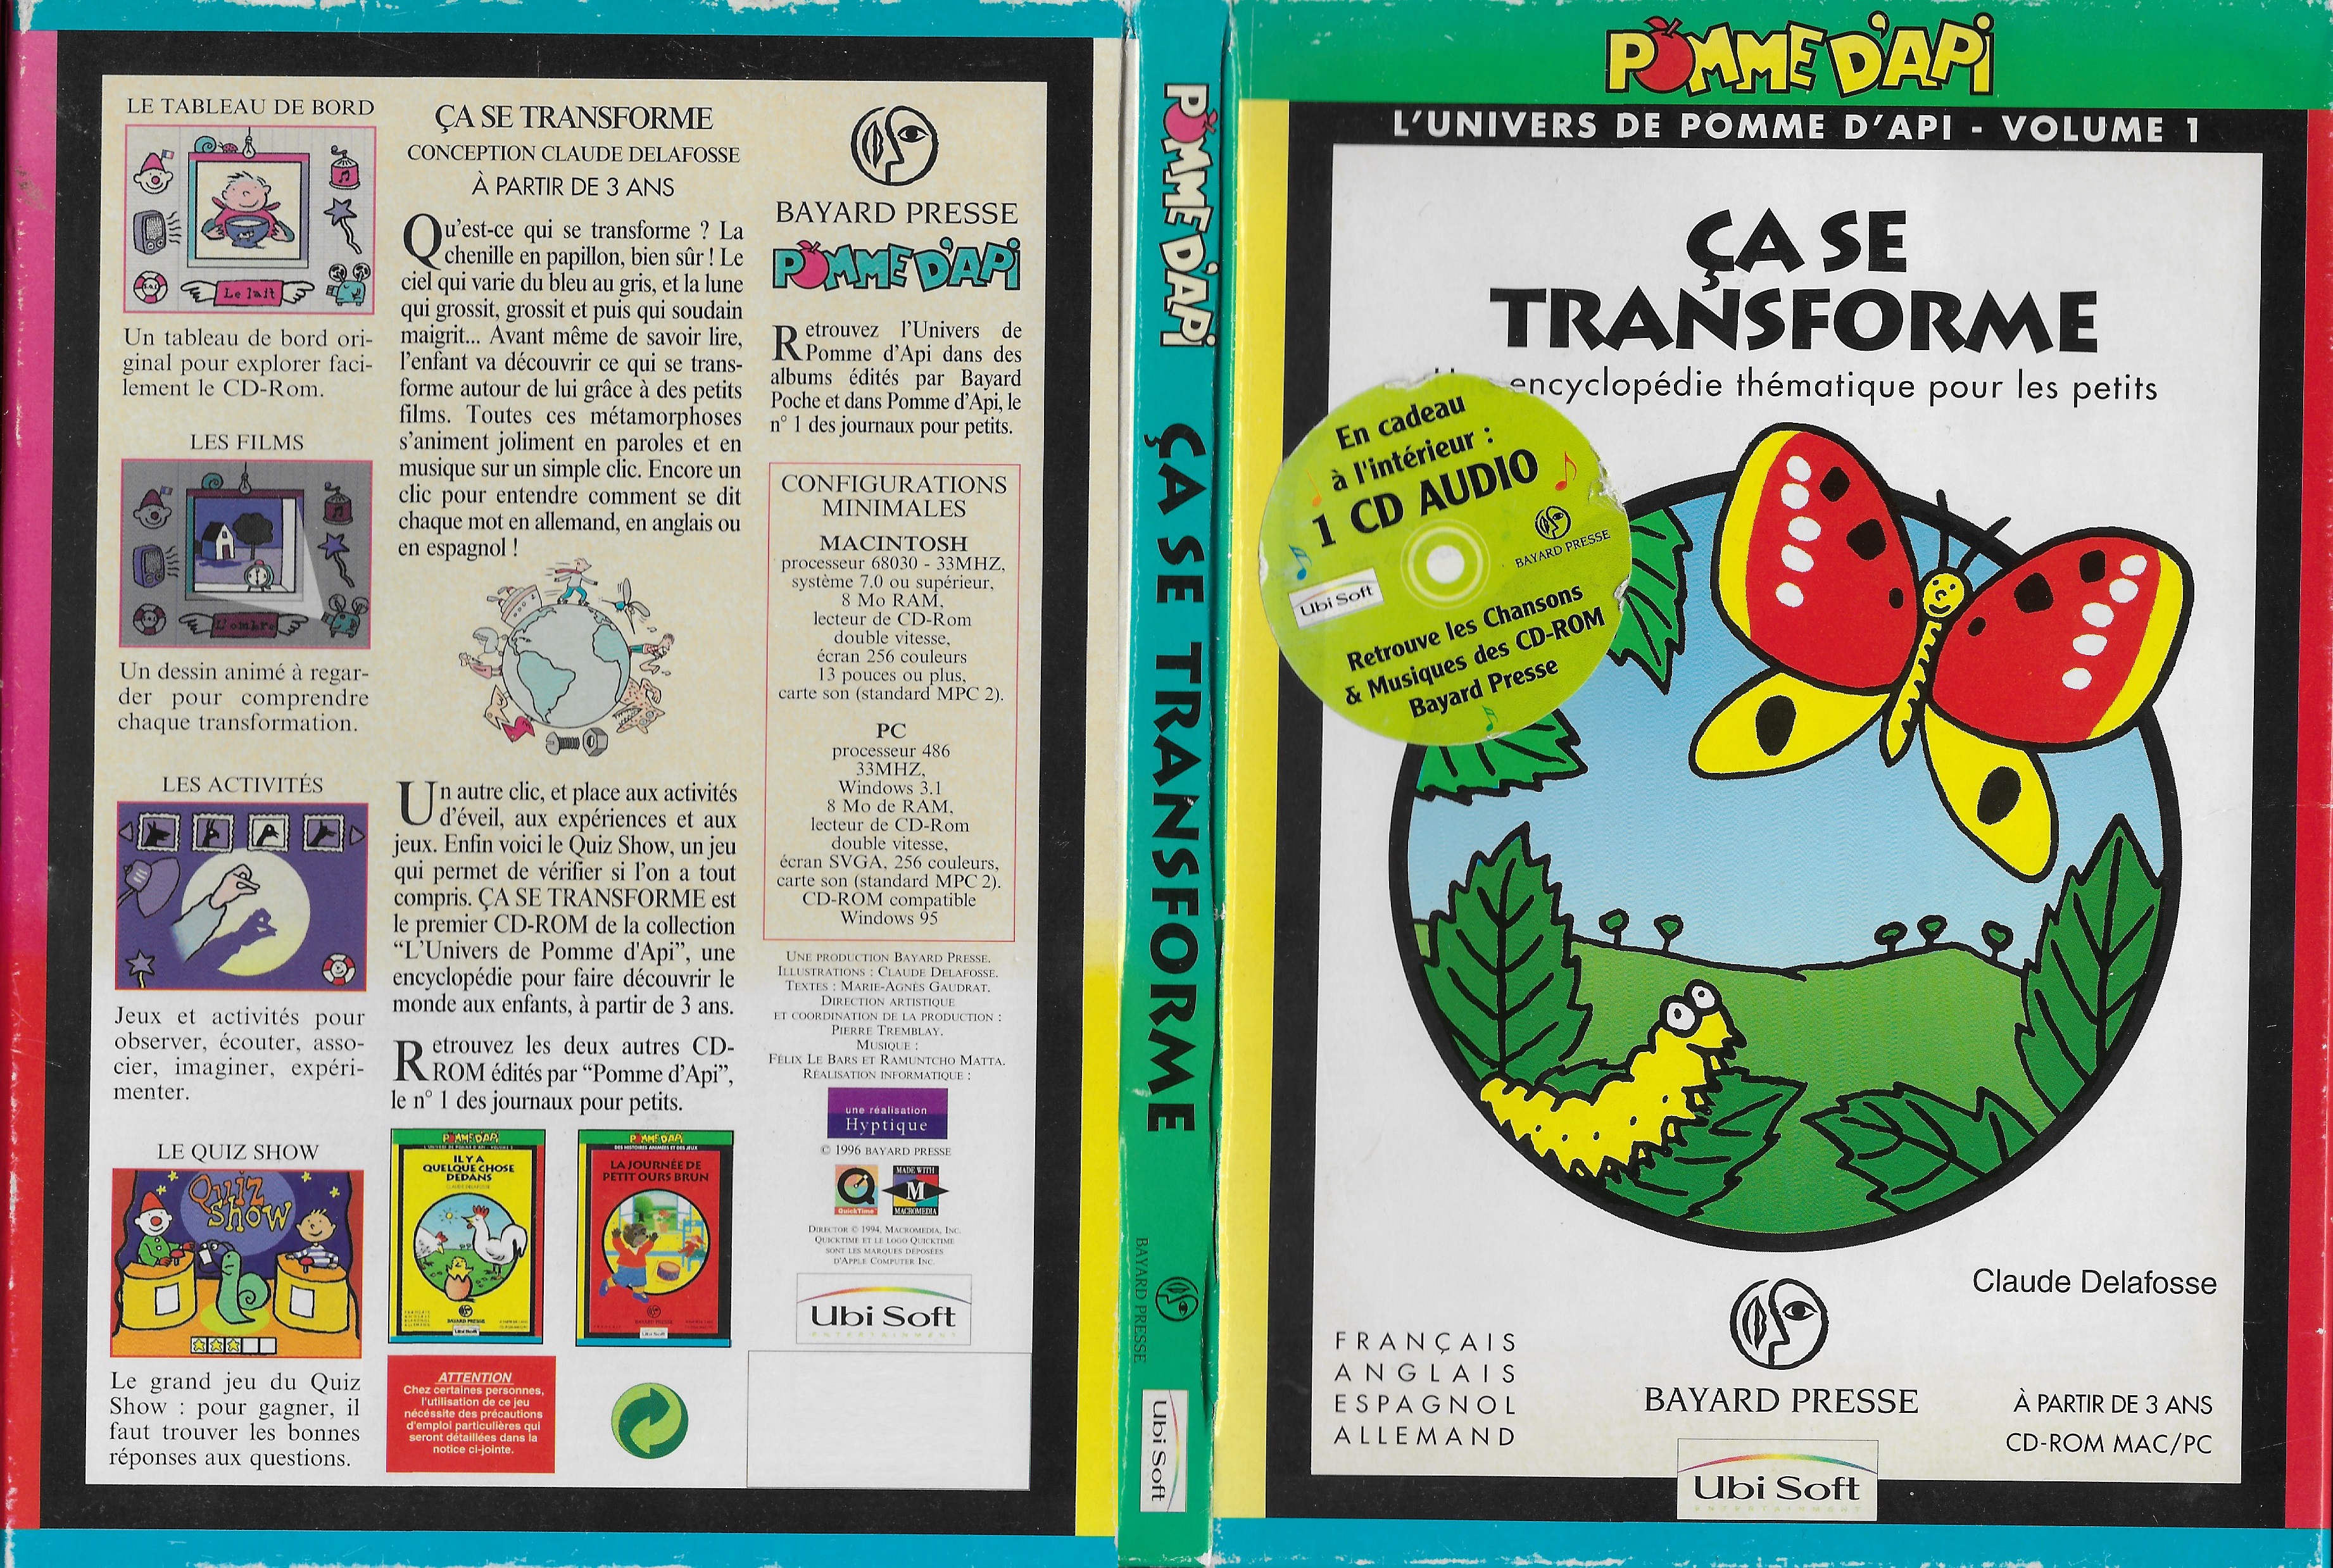 LE TABLEAU DE BORD
Le lait
Un tableau de bord ori-
ginal pour explorer faci-
lement le CD-Rom.
LES FILMS
L'ombre
Un dessin animé à regar-
der pour comprendre
chaque transformation.
LES ACTIVITÉS
Jeux et activités pour
observer, écouter, asso-
cier, imaginer, expéri-
menter.
LE QUIZ SHOW
QUIZ
SHOW
Le grand jeu du Quiz
Show : pour gagner, il
faut trouver les bonnes
réponses aux questions.
ÇA SE TRANSFORME
CONCEPTION CLAUDE DELAFOSSE
À PARTIR DE 3 ANS
Qu'est-ce qui se transforme ? La
chenille en papillon, bien sûr ! Le
ciel qui varie du bleu au gris, et la lune
qui grossit, grossit et puis qui soudain
maigrit... Avant même de savoir lire,
l'enfant va découvrir ce qui se trans-
forme autour de lui grâce à des petits
films. Toutes ces métamorphoses
s'animent joliment en paroles et en
musique sur un simple clic. Encore un
clic pour entendre comment se dit
chaque mot en allemand, en anglais ou
en espagnol !
Un autre clic, et place aux activités
d'éveil, aux expériences et aux
jeux. Enfin voici le Quiz Show, un jeu
qui permet de vérifier si l'on a tout
compris. ÇA SE TRANSFORME est
le premier CD-ROM de la collection
"L'Univers de Pomme d'Api", une
encyclopédie pour faire découvrir le
monde aux enfants, à partir de 3 ans.
Retrouvez les deux autres CD-
ROM édités par "Pomme d'Api",
le n° 1 des journaux pour petits.
POMME D'API
IL Y A
QUELQUE CHOSE
DEDANS
CLAUDE DELAFOSSE
BAYARD PRESSE
Ubi Soft
POMME D'API
DES HISTOIRES ANIMÉES ET DES JEUX
LA JOURNÉE DE
PETIT OURS BRUN
BAYARD PRESSE
Ubi Soft
ATTENTION
Chez certaines personnes,
l'utilisation de ce jeu
nécéssite des précautions
d'emploi particulières qui
seront détaillées dans la
notice ci-jointe.
BAYARD PRESSE
POMME D'API
Retrouvez l'Univers de
Pomme d'Api dans des
albums édités par Bayard
Poche et dans Pomme d'Api, le
n° 1 des journaux pour petits.
CONFIGURATIONS
MINIMALES
MACINTOSH
processeur 68030 - 33MHZ,
système 7.0 ou supérieur,
8 Mo RAM,
lecteur de CD-Rom
double vitesse,
écran 256 couleurs
13 pouces ou plus,
carte son (standard MPC 2).
PC
processeur 486
33MHZ,
Windows 3.1
8 Mo de RAM,
lecteur de CD-Rom
double vitesse,
écran SVGA, 256 couleurs,
carte son (standard MPC 2).
CD-ROM compatible
Windows 95
UNE PRODUCTION BAYARD PRESSE.
ILLUSTRATIONS : CLAUDE DELAFOSSE.
TEXTES : MARIE-AGNÈS GAUDRAT.
DIRECTION ARTISTIQUE
ET COORDINATION DE LA PRODUCTION :
PIERRE TREMBLAY.
MUSIQUE :
FÉLIX LE BARS ET RAMUNTCHO MATTA.
RÉALISATION INFORMATIQUE :
une réalisation
Hyptique
© 1996 BAYARD PRESSE
QuickTime
MADE WITH
M
MACROMEDIA
DIRECTOR © 1994, MACROMEDIA, INC.
QUICKTIME ET LE LOGO QUICKTIME
SONT LES MARQUES DÉPOSÉES
D'APPLE COMPUTER INC.
Ubi Soft
ENTERTAINMENT
POMME D'API
ÇA SE TRANSFORME
BAYARD PRESSE
Ubi Soft
POMME D'API
L'UNIVERS DE POMME D'API - VOLUME 1
ÇA SE
TRANSFORME
encyclopédie thématique pour les petits
En cadeau
à l'intérieur :
1 CD AUDIO
BAYARD PRESSE
Ubi Soft
Retrouve les Chansons
& Musiques des CD-ROM
Bayard Presse
Claude Delafosse
FRANÇAIS
ANGLAIS
ESPAGNOL
ALLEMAND
BAYARD PRESSE
À PARTIR DE 3 ANS
CD-ROM MAC/PC
Ubi Soft
ENTERTAINMENT